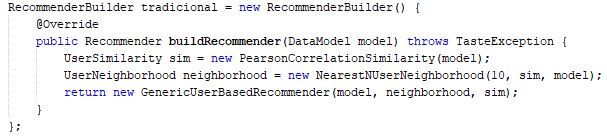 RecommenderBuilder tradicional = new RecommenderBuilder() {
    @Override
    public Recommender buildRecommender(DataModel model) throws TasteException {
        UserSimilarity sim = new PearsonCorrelationSimilarity(model);
        UserNeighborhood neighborhood = new NearestNUserNeighborhood(10, sim, model);
        return new GenericUserBasedRecommender(model, neighborhood, sim);
    }
};